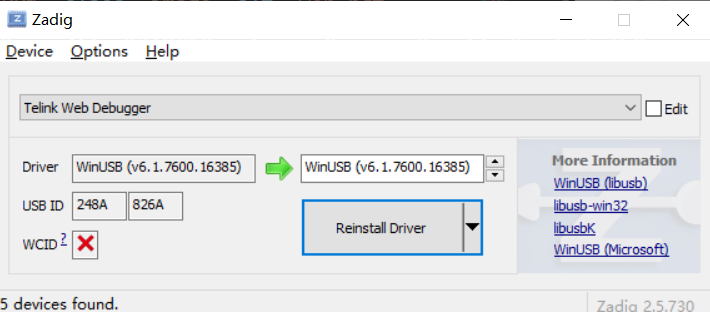 Zadig
Device Options Help
Telink Web Debugger Edit
Driver WinUSB (v6.1.7600.16385) WinUSB (v6.1.7600.16385)
USB ID 248A 826A
WCID ?
Reinstall Driver
More Information
WinUSB (libusb)
libusb-win32
libusbK
WinUSB (Microsoft)
5 devices found. Zadig 2.5.730